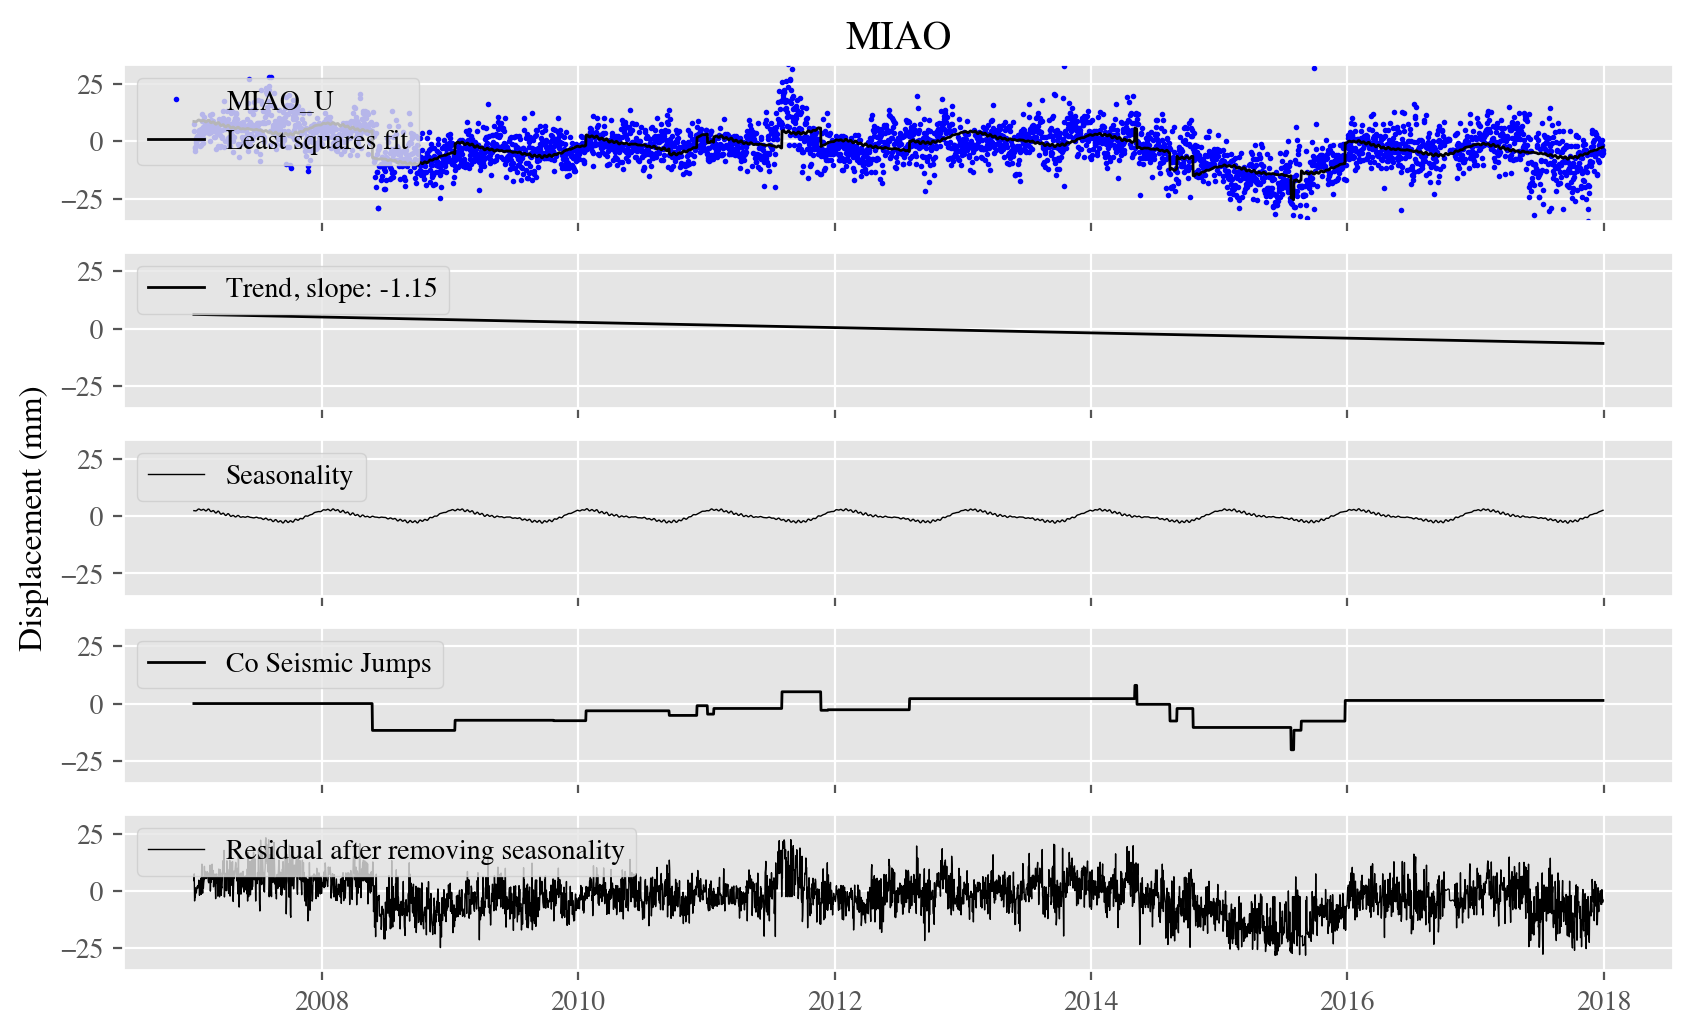 MIAO
25
0
−25
MIAO_U
Least squares fit
25
0
−25
Trend, slope: -1.15
Displacement (mm)
25
0
−25
Seasonality
25
0
−25
Co Seismic Jumps
25
0
−25
Residual after removing seasonality
2008 2010 2012 2014 2016 2018